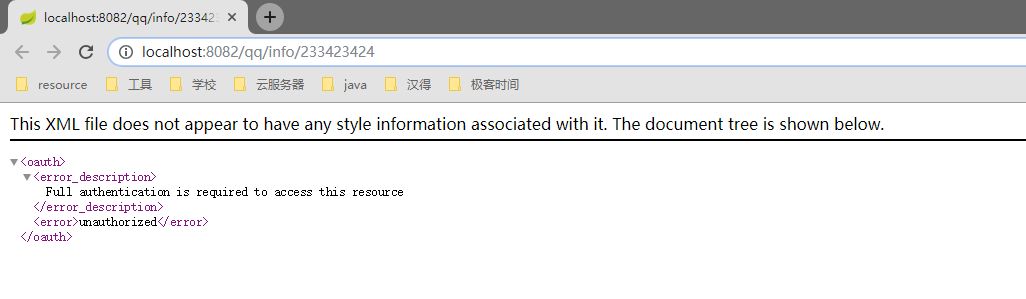 localhost:8082/qq/info/23342
localhost:8082/qq/info/233423424
resource 工具 学校 云服务器 java 汉得 极客时间
This XML file does not appear to have any style information associated with it. The document tree is shown below.
<oauth>
<error_description>
Full authentication is required to access this resource
</error_description>
<error>unauthorized</error>
</oauth>